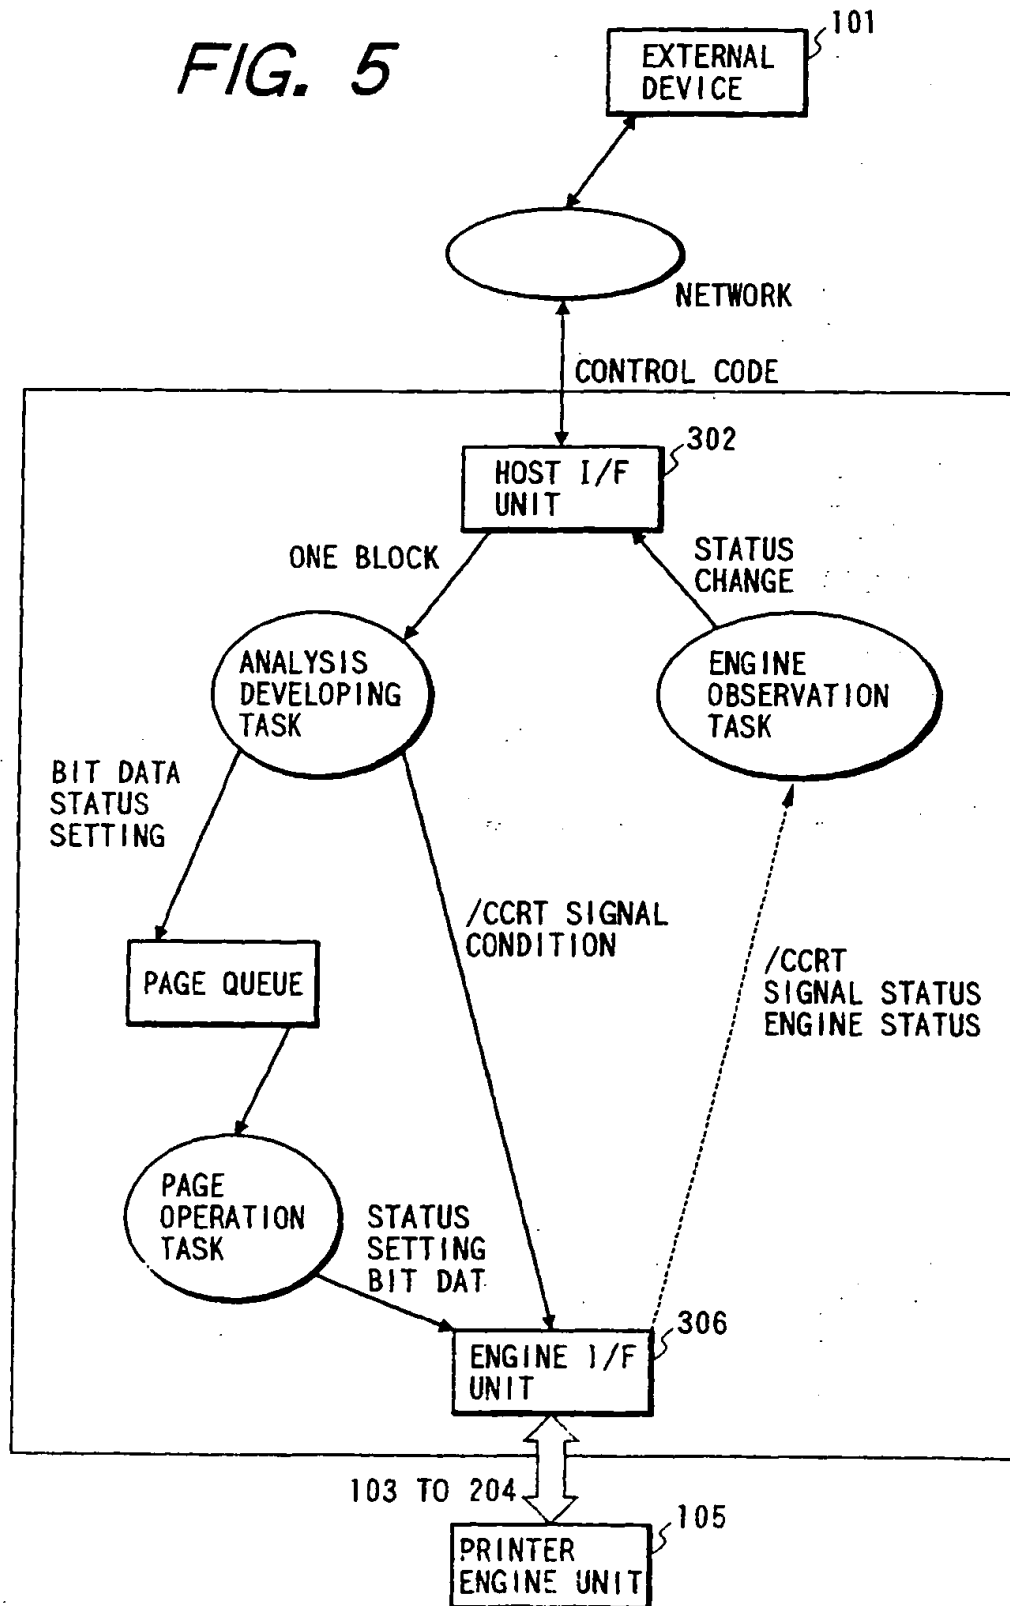 FIG. 5
101
EXTERNAL
DEVICE
NETWORK
CONTROL CODE
302
HOST I/F
UNIT
ONE BLOCK
STATUS
CHANGE
ANALYSIS
DEVELOPING
TASK
ENGINE
OBSERVATION
TASK
BIT DATA
STATUS
SETTING
/CCRT SIGNAL
CONDITION
/CCRT
SIGNAL STATUS
ENGINE STATUS
PAGE QUEUE
PAGE
OPERATION
TASK
STATUS
SETTING
BIT DAT
306
ENGINE I/F
UNIT
103 TO 204
105
PRINTER
ENGINE UNIT